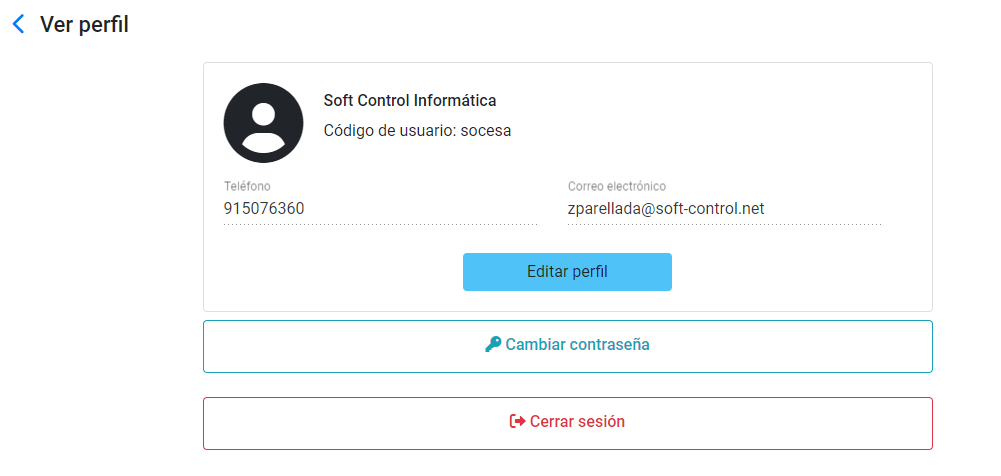 Ver perfil
Soft Control Informática
Código de usuario: socesa
Teléfono
915076360
Correo electrónico
zparellada@soft-control.net
Editar perfil
Cambiar contraseña
Cerrar sesión